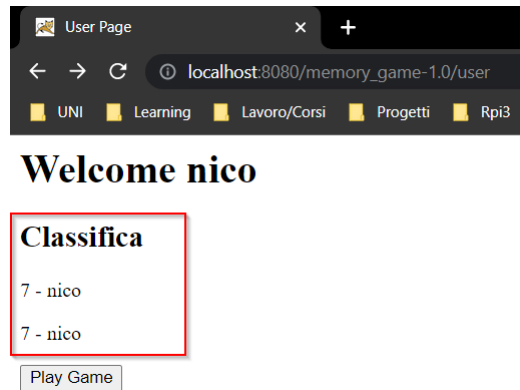 User Page
localhost:8080/memory_game-1.0/user
UNI Learning Lavoro/Corsi Progetti Rpi3
Welcome nico
Classifica
7 - nico
7 - nico
Play Game